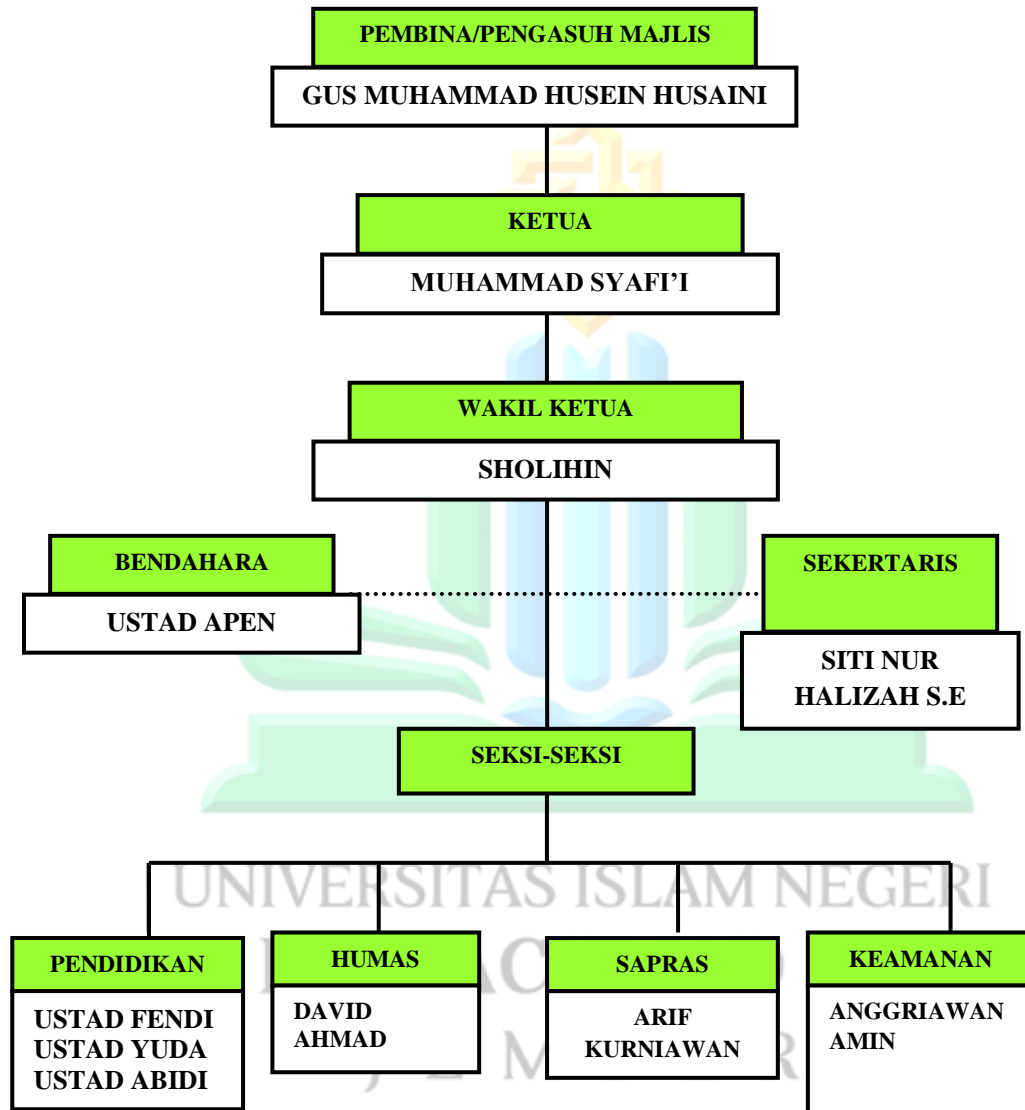 PEMBINA/PENGASUH MAJLIS
GUS MUHAMMAD HUSEIN HUSAINI
KETUA
MUHAMMAD SYAFI’I
WAKIL KETUA
SHOLIHIN
BENDAHARA
USTAD APEN
SEKERTARIS
SITI NUR
HALIZAH S.E
SEKSI-SEKSI
UNIVERSITAS ISLAM NEGERI
PENDIDIKAN
USTAD FENDI
USTAD YUDA
USTAD ABIDI
HUMAS
DAVID
AHMAD
SAPRAS
ARIF
KURNIAWAN
KEAMANAN
ANGGRIAWAN
AMIN